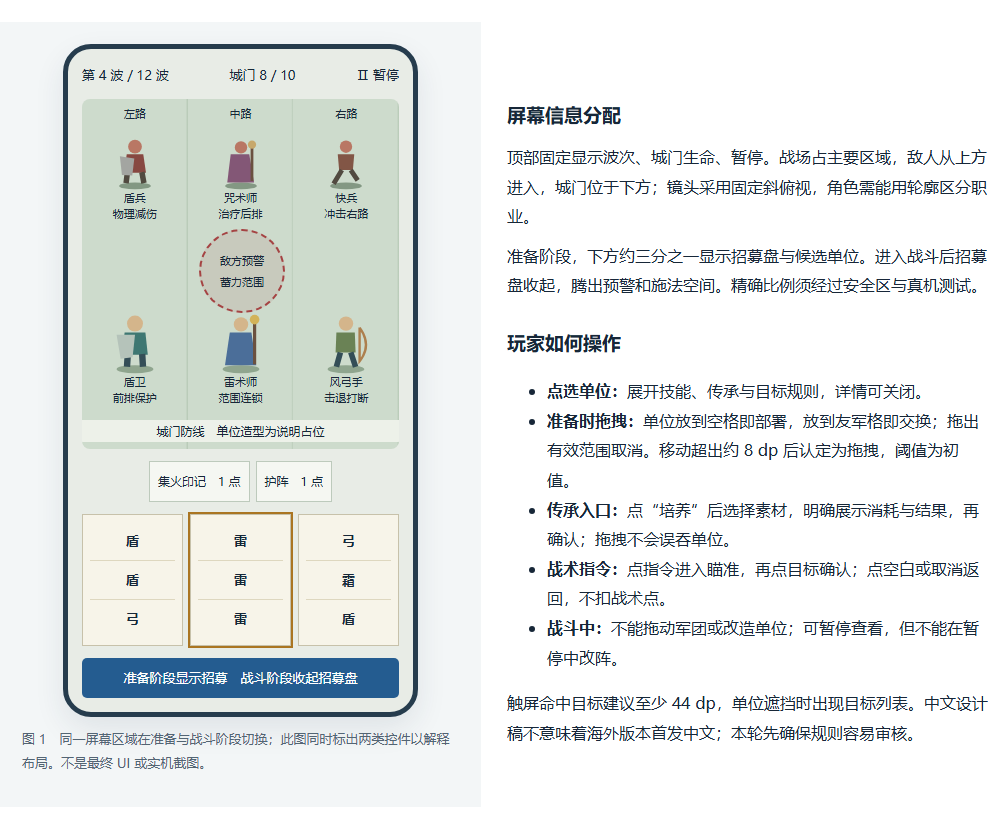 第 4 波 / 12 波 城门 8 / 10 II 暂停
左路 中路 右路
盾兵 咒术师 快兵
物理减伤 治疗后排 冲击右路
敌方预警
蓄力范围
盾卫 雷术师 风弓手
前排保护 范围连锁 击退打断
城门防线 单位造型为说明占位
集火印记 1 点 护阵 1 点
盾 雷 弓
盾 雷 霜
弓 雷 盾
准备阶段显示招募 战斗阶段收起招募盘
图 1 同一屏幕区域在准备与战斗阶段切换；此图同时标出两类控件以解释
布局。不是最终 UI 或实机截图。
屏幕信息分配
顶部固定显示波次、城门生命、暂停。战场占主要区域，敌人从上方
进入，城门位于下方；镜头采用固定斜俯视，角色需能用轮廓区分职
业。
准备阶段，下方约三分之一显示招募盘与候选单位。进入战斗后招募
盘收起，腾出预警和施法空间。精确比例须经过安全区与真机测试。
玩家如何操作
• 点选单位：展开技能、传承与目标规则，详情可关闭。
• 准备时拖拽：单位放到空格即部署，放到友军格即交换；拖出
有效范围取消。移动超出约 8 dp 后认定为拖拽，阈值为初
值。
• 传承入口：点“培养”后选择素材，明确展示消耗与结果，再
确认；拖拽不会误吞单位。
• 战术指令：点指令进入瞄准，再点目标确认；点空白或取消返
回，不扣战术点。
• 战斗中：不能拖动军团或改造单位；可暂停查看，但不能在暂
停中改阵。
触屏命中目标建议至少 44 dp，单位遮挡时出现目标列表。中文设计
稿不意味着海外版本首发中文；本轮先确保规则容易审核。